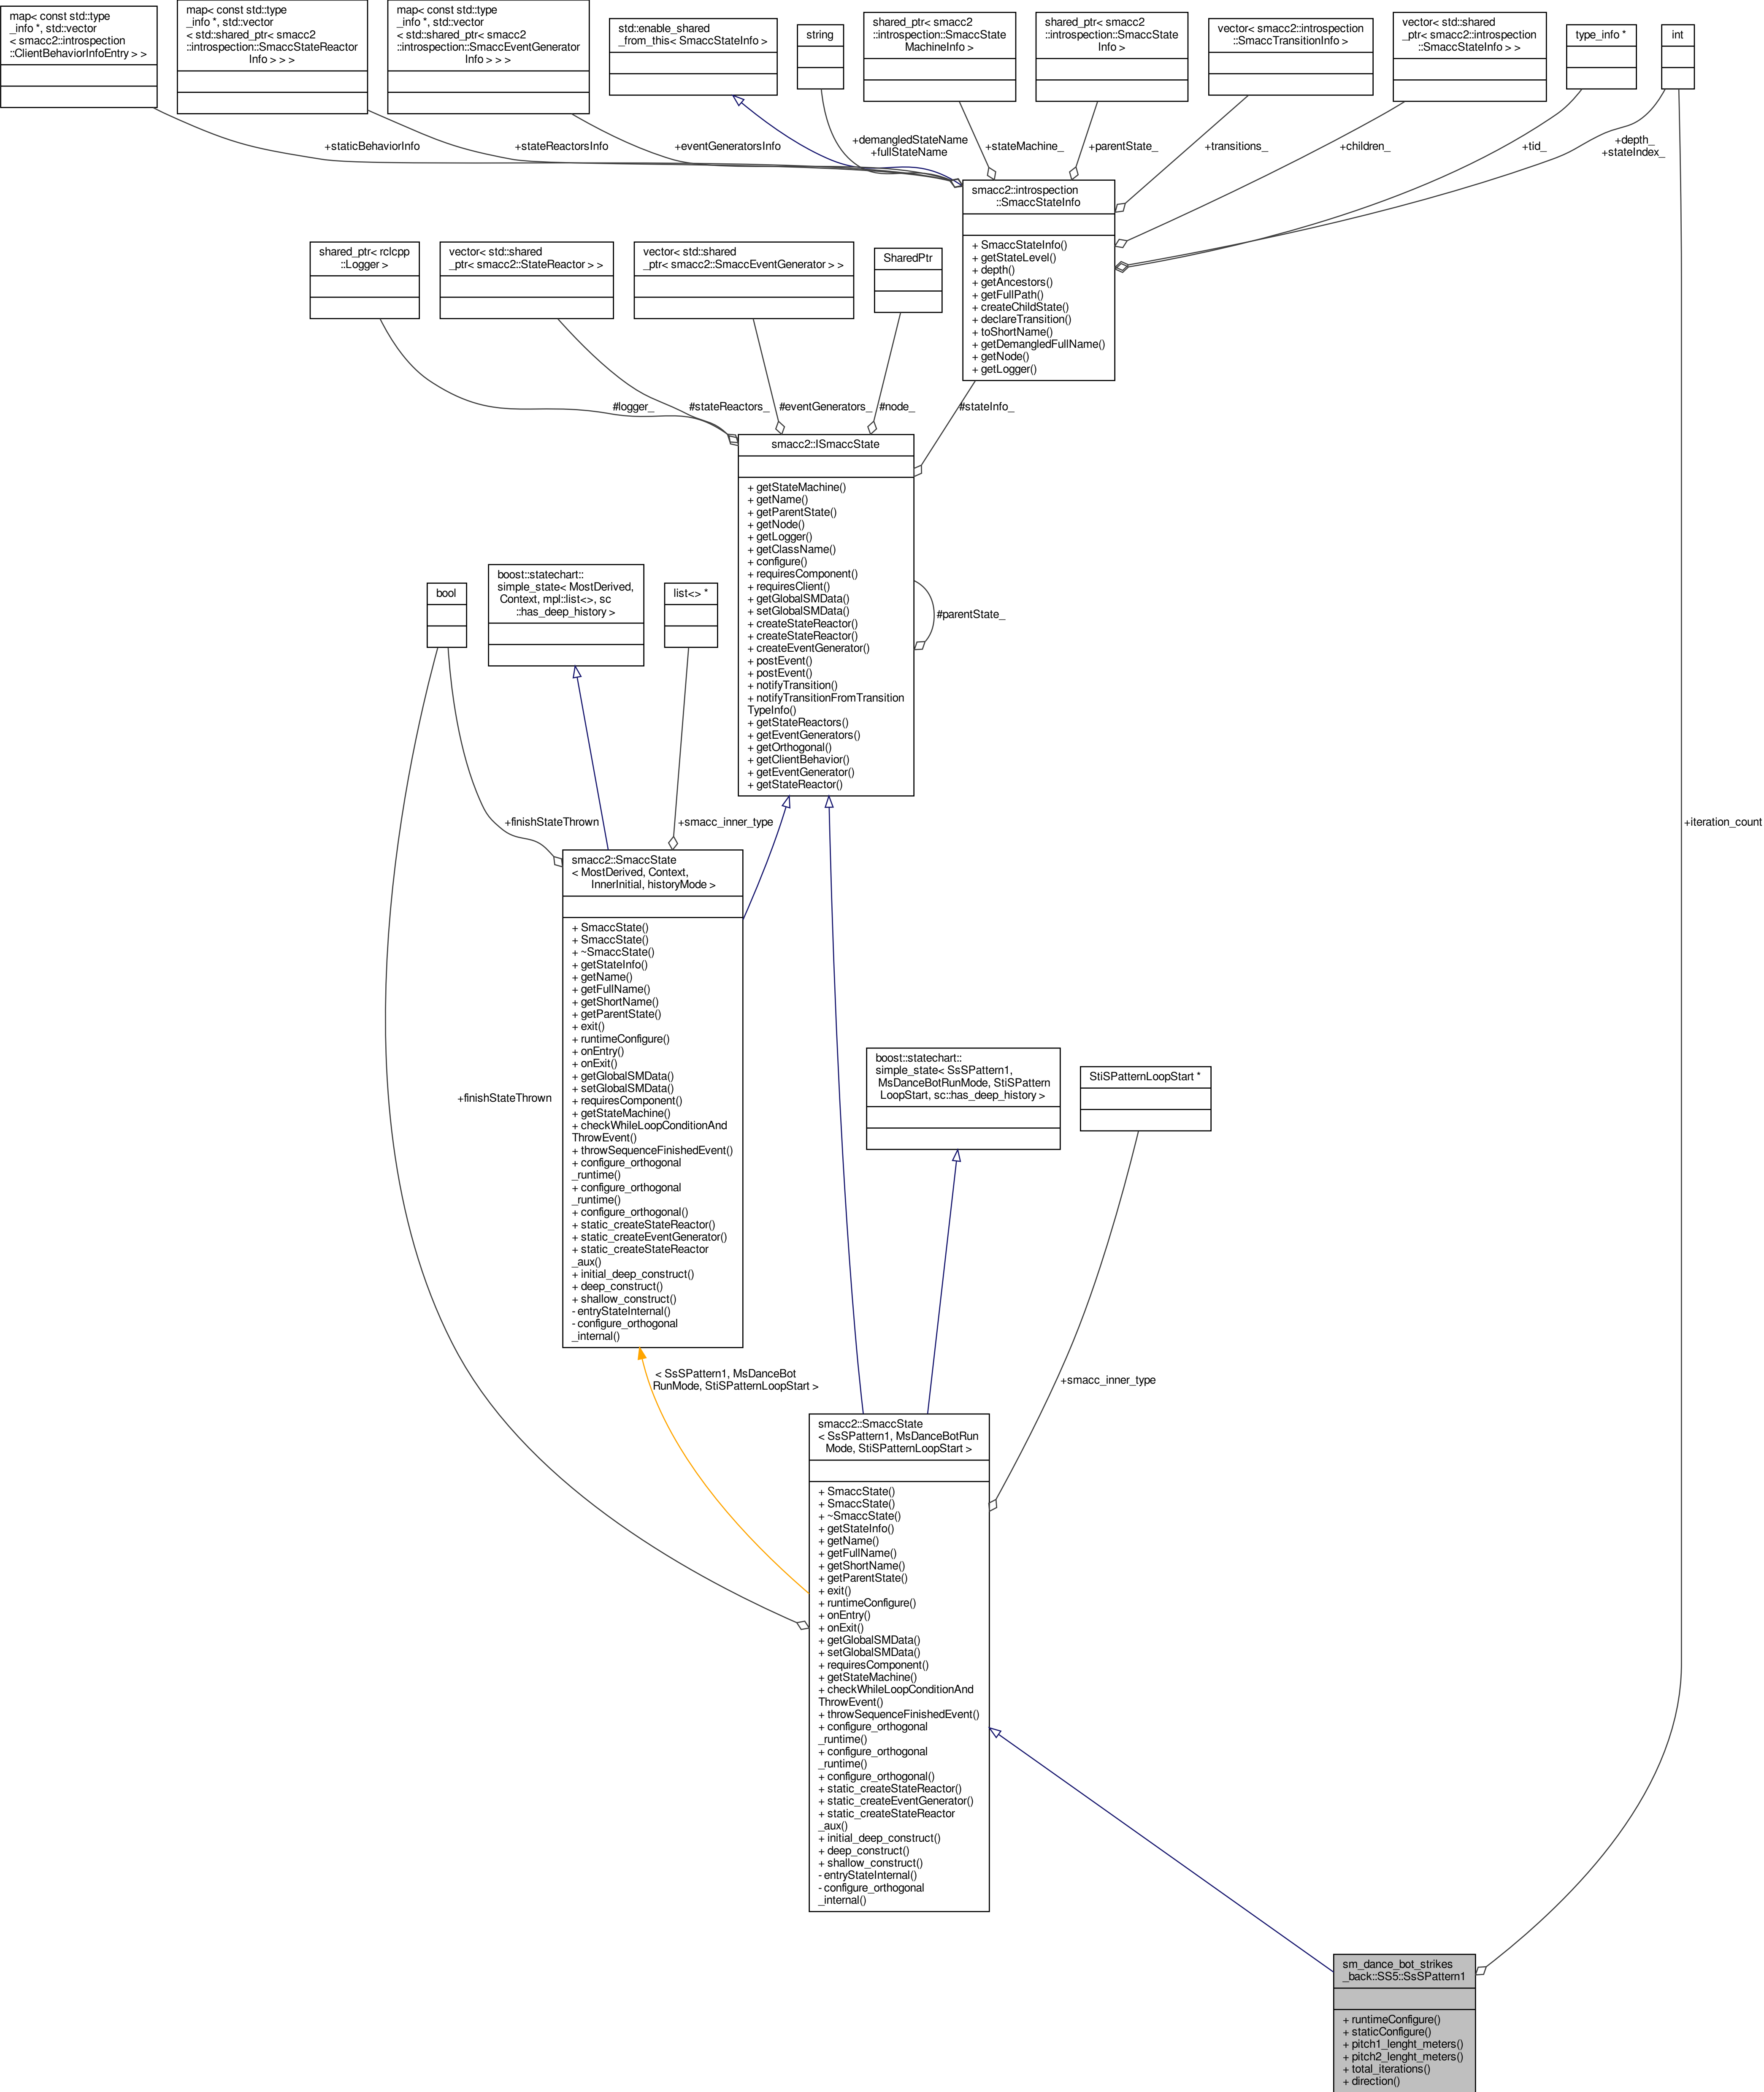 map< const std::type
_info *, std::vector
< smacc2::introspection
::ClientBehaviorInfoEntry > >
map< const std::type
_info *, std::vector
< std::shared_ptr< smacc2
::introspection::SmaccStateReactor
Info > > >
map< const std::type
_info *, std::vector
< std::shared_ptr< smacc2
::introspection::SmaccEventGenerator
Info > > >
std::enable_shared
_from_this< SmaccStateInfo >
string
shared_ptr< smacc2
::introspection::SmaccState
MachineInfo >
shared_ptr< smacc2
::introspection::SmaccState
Info >
vector< smacc2::introspection
::SmaccTransitionInfo >
vector< std::shared
_ptr< smacc2::introspection
::SmaccStateInfo > >
type_info *
int
+staticBehaviorInfo
+stateReactorsInfo
+eventGeneratorsInfo
+demangledStateName
+fullStateName
+stateMachine_
+parentState_
+transitions_
+children_
+tid_
+depth_
+stateIndex_
smacc2::introspection
::SmaccStateInfo
+ SmaccStateInfo()
+ getStateLevel()
+ depth()
+ getAncestors()
+ getFullPath()
+ createChildState()
+ declareTransition()
+ toShortName()
+ getDemangledFullName()
+ getNode()
+ getLogger()
shared_ptr< rclcpp
::Logger >
vector< std::shared
_ptr< smacc2::StateReactor > >
vector< std::shared
_ptr< smacc2::SmaccEventGenerator > >
SharedPtr
#logger_
#stateReactors_
#eventGenerators_
#node_
#stateInfo_
smacc2::ISmaccState
+ getStateMachine()
+ getName()
+ getParentState()
+ getNode()
+ getLogger()
+ getClassName()
+ configure()
+ requiresComponent()
+ requiresClient()
+ getGlobalSMData()
+ setGlobalSMData()
+ createStateReactor()
+ createStateReactor()
+ createEventGenerator()
+ postEvent()
+ postEvent()
+ notifyTransition()
+ notifyTransitionFromTransition
TypeInfo()
+ getStateReactors()
+ getEventGenerators()
+ getOrthogonal()
+ getClientBehavior()
+ getEventGenerator()
+ getStateReactor()
#parentState_
bool
boost::statechart::
simple_state< MostDerived,
Context, mpl::list<>, sc
::has_deep_history >
list<> *
+finishStateThrown
+smacc_inner_type
+iteration_count
smacc2::SmaccState
< MostDerived, Context,
InnerInitial, historyMode >
+ SmaccState()
+ SmaccState()
+ ~SmaccState()
+ getStateInfo()
+ getName()
+ getFullName()
+ getShortName()
+ getParentState()
+ exit()
+ runtimeConfigure()
+ onEntry()
+ onExit()
+ getGlobalSMData()
+ setGlobalSMData()
+ requiresComponent()
+ getStateMachine()
+ checkWhileLoopConditionAnd
ThrowEvent()
+ throwSequenceFinishedEvent()
+ configure_orthogonal
_runtime()
+ configure_orthogonal
_runtime()
+ configure_orthogonal()
+ static_createStateReactor()
+ static_createEventGenerator()
+ static_createStateReactor
_aux()
+ initial_deep_construct()
+ deep_construct()
+ shallow_construct()
- entryStateInternal()
- configure_orthogonal
_internal()
+finishStateThrown
boost::statechart::
simple_state< SsSPattern1,
MsDanceBotRunMode, StiSPattern
LoopStart, sc::has_deep_history >
StiSPatternLoopStart *
< SsSPattern1, MsDanceBot
RunMode, StiSPatternLoopStart >
+smacc_inner_type
smacc2::SmaccState
< SsSPattern1, MsDanceBotRun
Mode, StiSPatternLoopStart >
+ SmaccState()
+ SmaccState()
+ ~SmaccState()
+ getStateInfo()
+ getName()
+ getFullName()
+ getShortName()
+ getParentState()
+ exit()
+ runtimeConfigure()
+ onEntry()
+ onExit()
+ getGlobalSMData()
+ setGlobalSMData()
+ requiresComponent()
+ getStateMachine()
+ checkWhileLoopConditionAnd
ThrowEvent()
+ throwSequenceFinishedEvent()
+ configure_orthogonal
_runtime()
+ configure_orthogonal
_runtime()
+ configure_orthogonal()
+ static_createStateReactor()
+ static_createEventGenerator()
+ static_createStateReactor
_aux()
+ initial_deep_construct()
+ deep_construct()
+ shallow_construct()
- entryStateInternal()
- configure_orthogonal
_internal()
sm_dance_bot_strikes
_back::SS5::SsSPattern1
+ runtimeConfigure()
+ staticConfigure()
+ pitch1_lenght_meters()
+ pitch2_lenght_meters()
+ total_iterations()
+ direction()